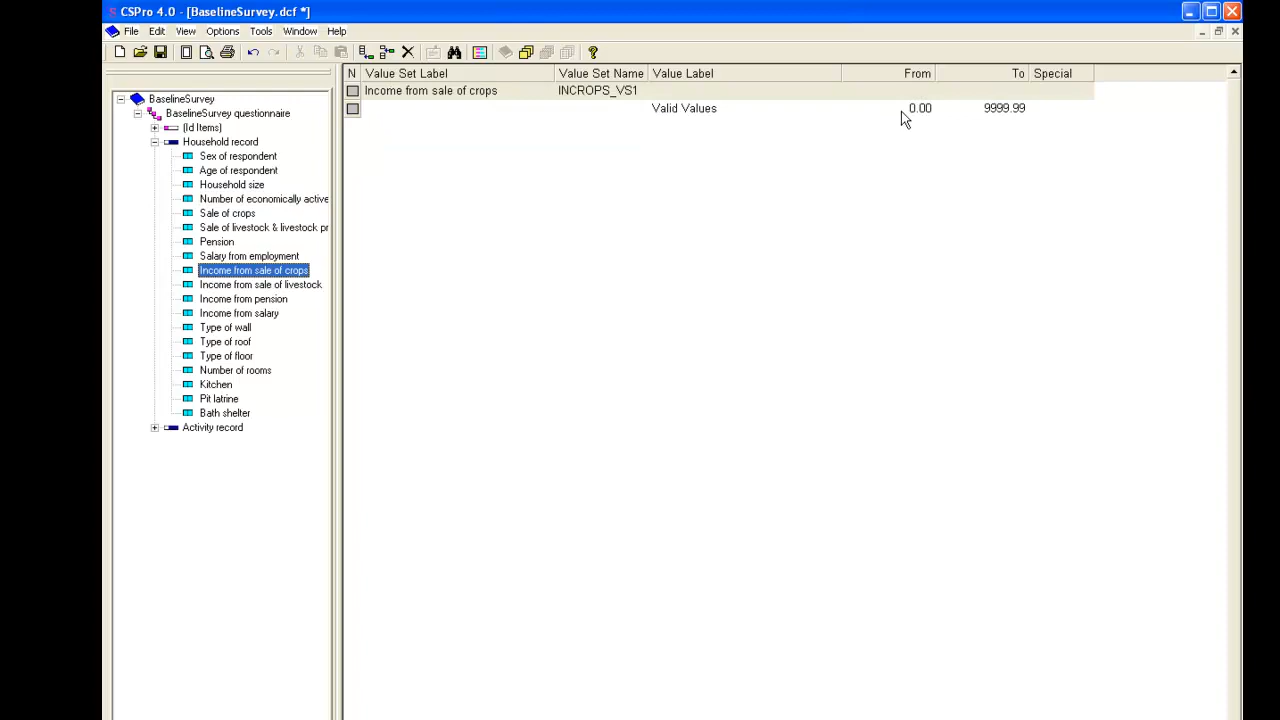 CSPro 4.0 - [BaselineSurvey.dcf *]
File Edit View Options Tools Window Help
N Value Set Label Value Set Name Value Label From To Special
Income from sale of crops INCROPS_VS1
Valid Values 0.00 9999.99
BaselineSurvey
BaselineSurvey questionnaire
(Id Items)
Household record
Sex of respondent
Age of respondent
Household size
Number of economically active
Sale of crops
Sale of livestock & livestock pr
Pension
Salary from employment
Income from sale of crops
Income from sale of livestock
Income from pension
Income from salary
Type of wall
Type of roof
Type of floor
Number of rooms
Kitchen
Pit latrine
Bath shelter
Activity record